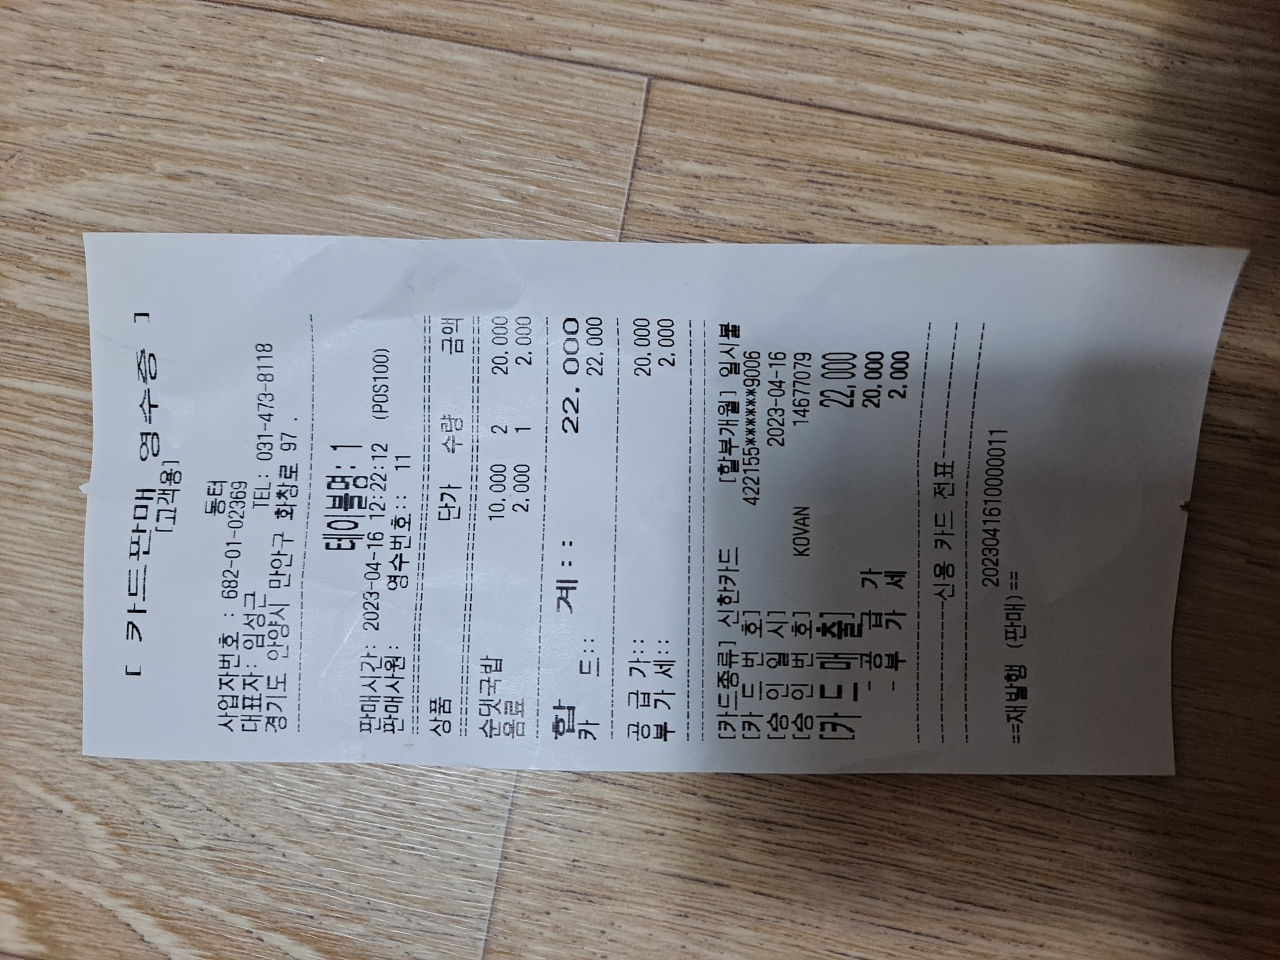 [ 카드판매 영수증 ]
[고객용]
동터
사업자번호 : 682-01-02369
대표자: 임성규 TEL: 031-473-8118
경기도 안양시 만안구 화창로 97 .
테이블명: 1
판매시간: 2023-04-16 12:22:12 (POS100)
판매사원: 영수번호:: 11
상품 단가 수량 금액
순댓국밥 10,000 2 20,000
음료 2,000 1 2,000
합 계:: 22,000
카 드:: 22,000
공 급 가:: 20,000
부 가 세:: 2,000
[카드종류] 신한카드 [할부개월] 일시불
[카 드 번 호] 422155*******9006
[승 인 일 시] 2023-04-16
[승 인 번 호] KOVAN 14677079
[카 드 매 출] 22,000
- 공 급 가 20,000
- 부 가 세 2,000
신용 카드 전표
2023041610000011
==재발행 (판매)==